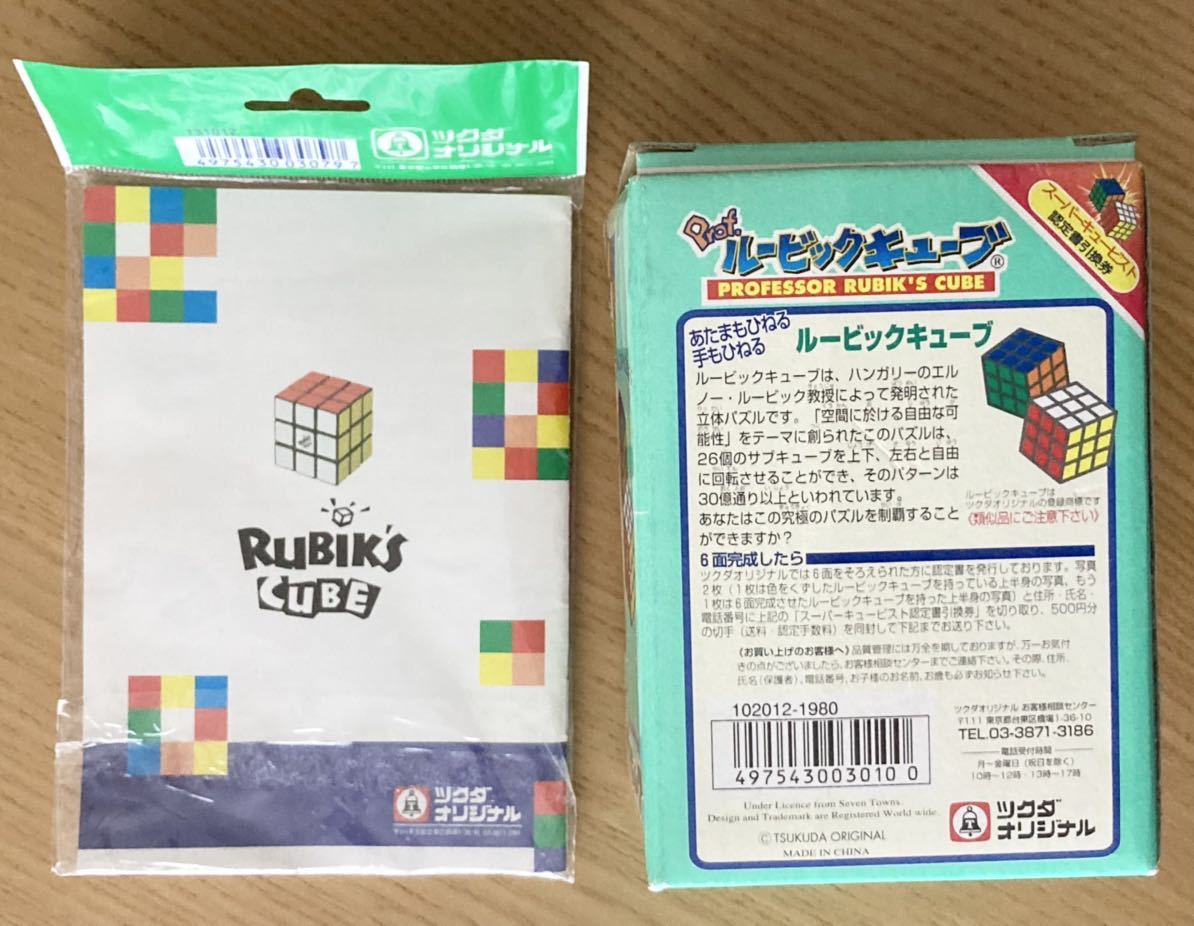 131012
4975430030797
ツクダ
オリジナル
RUBIK'S
CUBE
ツクダ
オリジナル
スーパーキュービスト
認定書引換券
Prof.
ルービックキューブ®
PROFESSOR RUBIK'S CUBE
あたまもひねる
手もひねる
ルービックキューブ
ルービックキューブは、ハンガリーのエル
ノー・ルービック教授によって発明された
立体パズルです。「空間に於ける自由な可
能性」をテーマに創られたこのパズルは、
26個のサブキューブを上下、左右と自由
に回転させることができ、そのパターンは
30億通り以上といわれています。
あなたはこの究極のパズルを制覇すること
ができますか?
ルービックキューブは
ツクダオリジナルの登録商標です
《類似品にご注意下さい》
6面完成したら
ツクダオリジナルでは6面をそろえられた方に認定書を発行しております。写真
2枚(1枚は色をくずしたルービックキューブを持っている上半身の写真、もう
1枚は6面完成させたルービックキューブを持った上半身の写真)と住所・氏名・
電話番号に上記の「スーパーキュービスト認定書引換券」を切り取り、500円分
の切手(送料・認定手数料)を同封して下記までお送り下さい。
《お買い上げのお客様へ》品質管理には万全を期しておりますが、万一お気付
きの点がございましたら、お客様相談センターまでご連絡下さい。その際、住所、
氏名(保護者)、電話番号、お子様のお名前、お歳も必ずお知らせ下さい。
102012-1980
4975430030100
ツクダオリジナル お客様相談センター
〒111 東京都台東区橋場1-36-10
TEL.03-3871-3186
電話受付時間
月〜金曜日(祝日を除く)
10時〜12時・13時〜17時
Under Licence from Seven Towns.
Design and Trademark are Registered World wide.
© TSUKUDA ORIGINAL
MADE IN CHINA
ツクダ
オリジナル